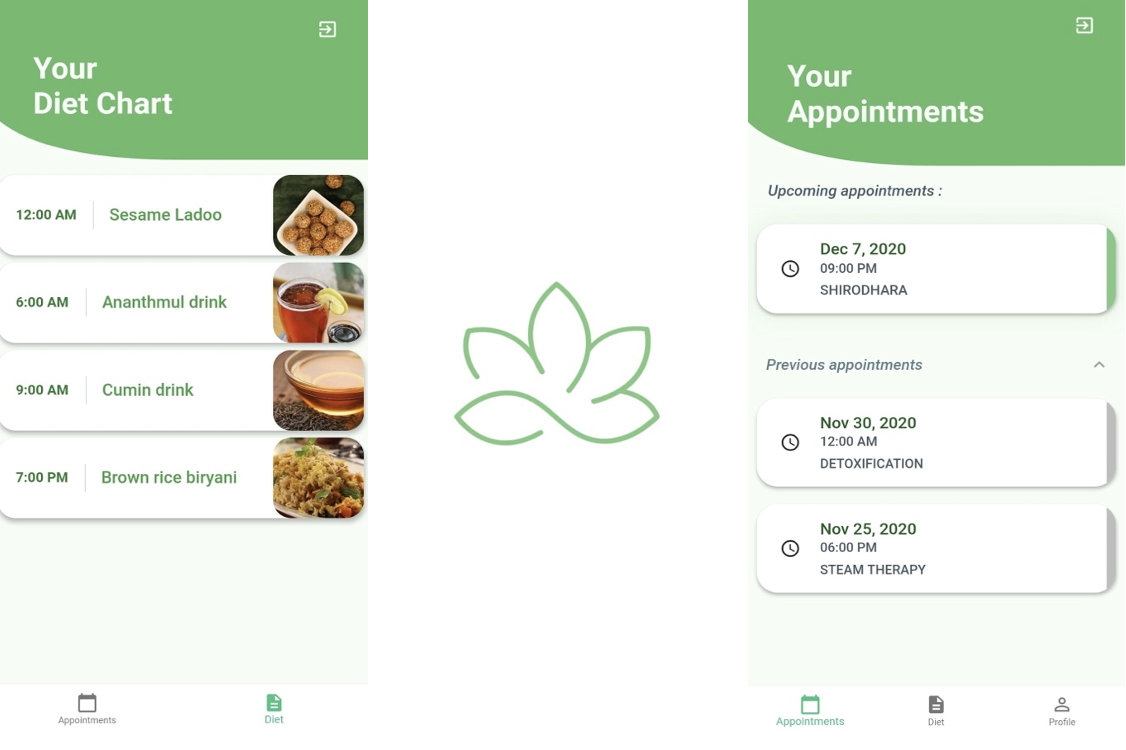 Your
Diet Chart
12:00 AM
Sesame Ladoo
6:00 AM
Ananthmul drink
9:00 AM
Cumin drink
7:00 PM
Brown rice biryani
Appointments
Diet
Your
Appointments
Upcoming appointments :
Dec 7, 2020
09:00 PM
SHIRODHARA
Previous appointments
Nov 30, 2020
12:00 AM
DETOXIFICATION
Nov 25, 2020
06:00 PM
STEAM THERAPY
Appointments
Diet
Profile